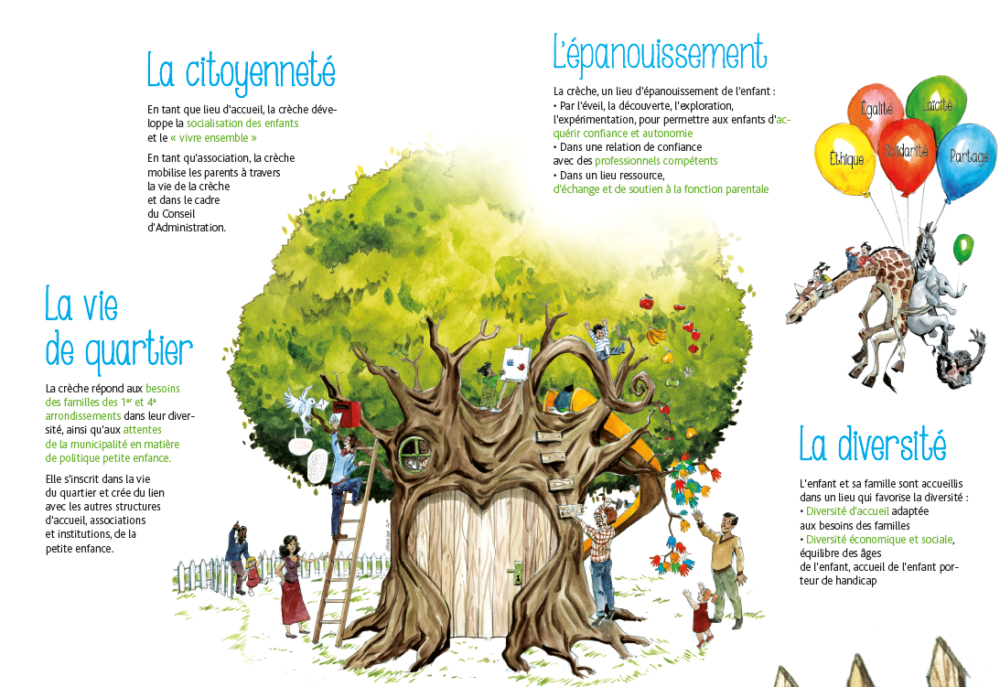 La citoyenneté
En tant que lieu d'accueil, la crèche déve-
loppe la socialisation des enfants
et le « vivre ensemble »
En tant qu'association, la crèche
mobilise les parents à travers
la vie de la crèche
et dans le cadre
du Conseil
d'Administration.
L'épanouissement
La crèche, un lieu d'épanouissement de l'enfant :
• Par l'éveil, la découverte, l'exploration,
l'expérimentation, pour permettre aux enfants d'ac-
quérir confiance et autonomie
• Dans une relation de confiance
avec des professionnels compétents
• Dans un lieu ressource,
d'échange et de soutien à la fonction parentale
Égalité
Laïcité
Éthique
Solidarité
Partage
La vie
de quartier
La crèche répond aux besoins
des familles des 1er et 4e
arrondissements dans leur diver-
sité, ainsi qu'aux attentes
de la municipalité en matière
de politique petite enfance.
Elle s'inscrit dans la vie
du quartier et crée du lien
avec les autres structures
d'accueil, associations
et institutions, de la
petite enfance.
La diversité
L'enfant et sa famille sont accueillis
dans un lieu qui favorise la diversité :
• Diversité d'accueil adaptée
aux besoins des familles
• Diversité économique et sociale,
équilibre des âges
de l'enfant, accueil de l'enfant por-
teur de handicap